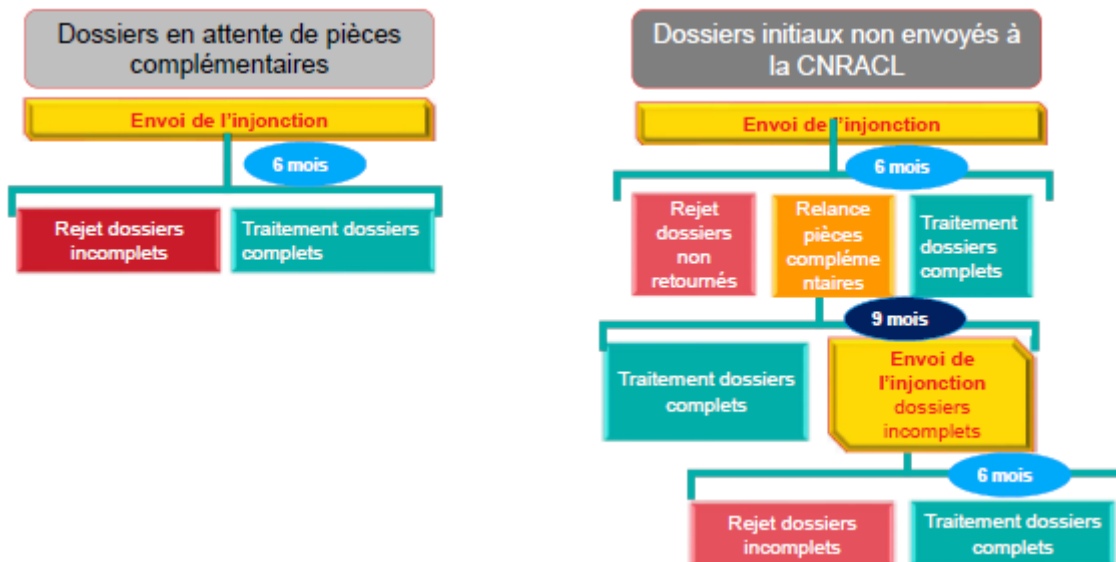 Dossiers en attente de pièces
complémentaires
Envoi de l'injonction
6 mois
Rejet dossiers
incomplets
Traitement dossiers
complets
Dossiers initiaux non envoyés à
la CNRACL
Envoi de l'injonction
6 mois
Rejet
dossiers
non
retournés
Relance
pièces
compléme
ntaires
Traitement
dossiers
complets
9 mois
Traitement dossiers
complets
Envoi de
l'injonction
dossiers
incomplets
6 mois
Rejet dossiers
incomplets
Traitement dossiers
complets